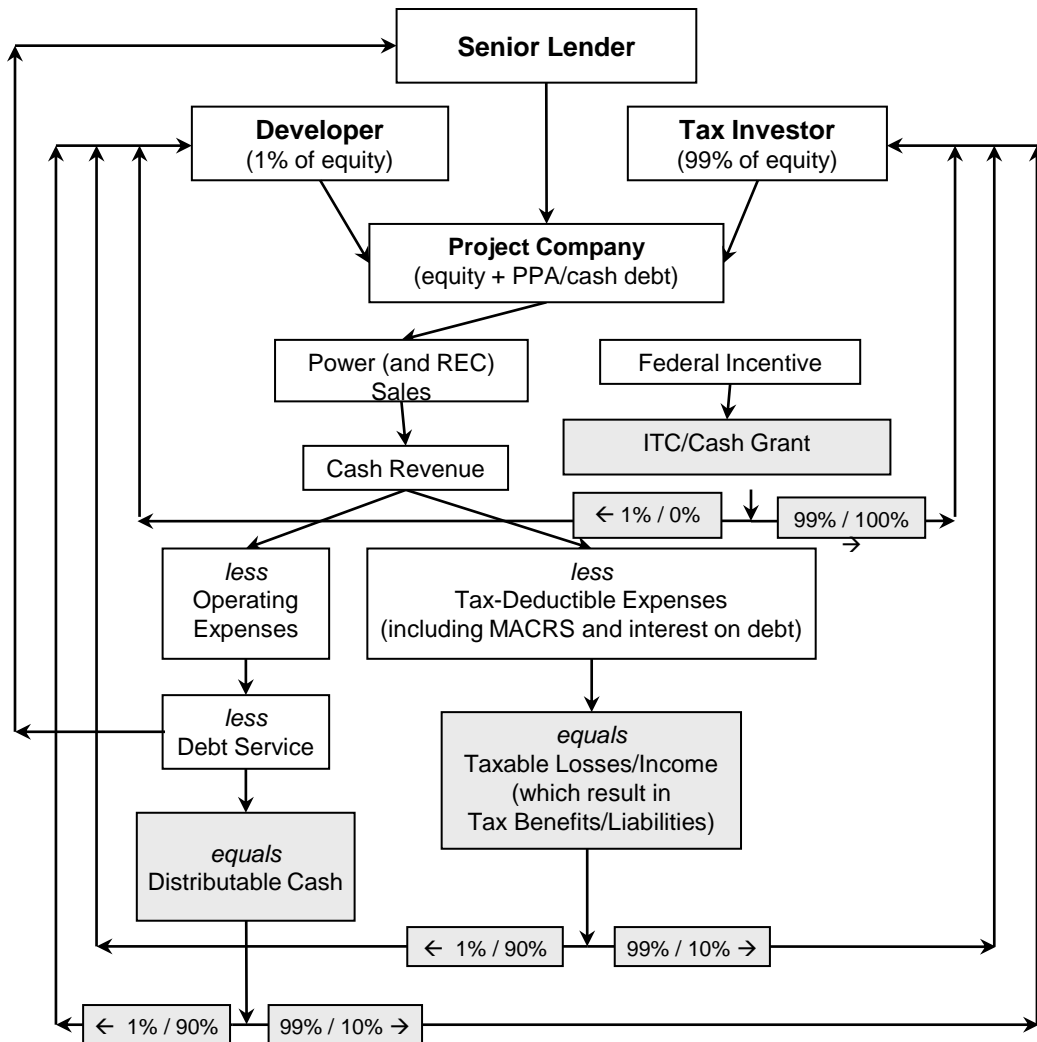 Senior Lender
Developer
(1% of equity)
Tax Investor
(99% of equity)
Project Company
(equity + PPA/cash debt)
Power (and REC)
Sales
Federal Incentive
ITC/Cash Grant
Cash Revenue
← 1% / 0%
99% / 100%
→
less
Operating
Expenses
less
Tax-Deductible Expenses
(including MACRS and interest on debt)
less
Debt Service
equals
Taxable Losses/Income
(which result in
Tax Benefits/Liabilities)
equals
Distributable Cash
← 1% / 90%
99% / 10% →
← 1% / 90%
99% / 10% →